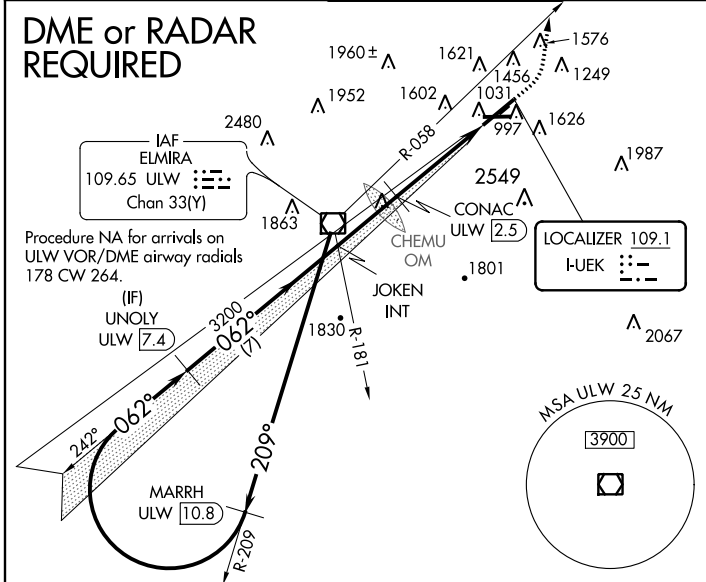 DME or RADAR
REQUIRED
1960±
1621
1576
1456
1249
1952
1602
1031
997
1626
2480
R-058
1987
IAF
ELMIRA
109.65 ULW
Chan 33(Y)
2549
1863
CONAC
ULW 2.5
CHEMU
OM
LOCALIZER 109.1
I-UEK
Procedure NA for arrivals on
ULW VOR/DME airway radials
178 CW 264.
JOKEN
INT
1801
(IF)
UNOLY
ULW 7.4
3200
062°
(7)
1830
R-181
2067
062°
242°
209°
MSA ULW 25 NM
3900
MARRH
ULW 10.8
R-209